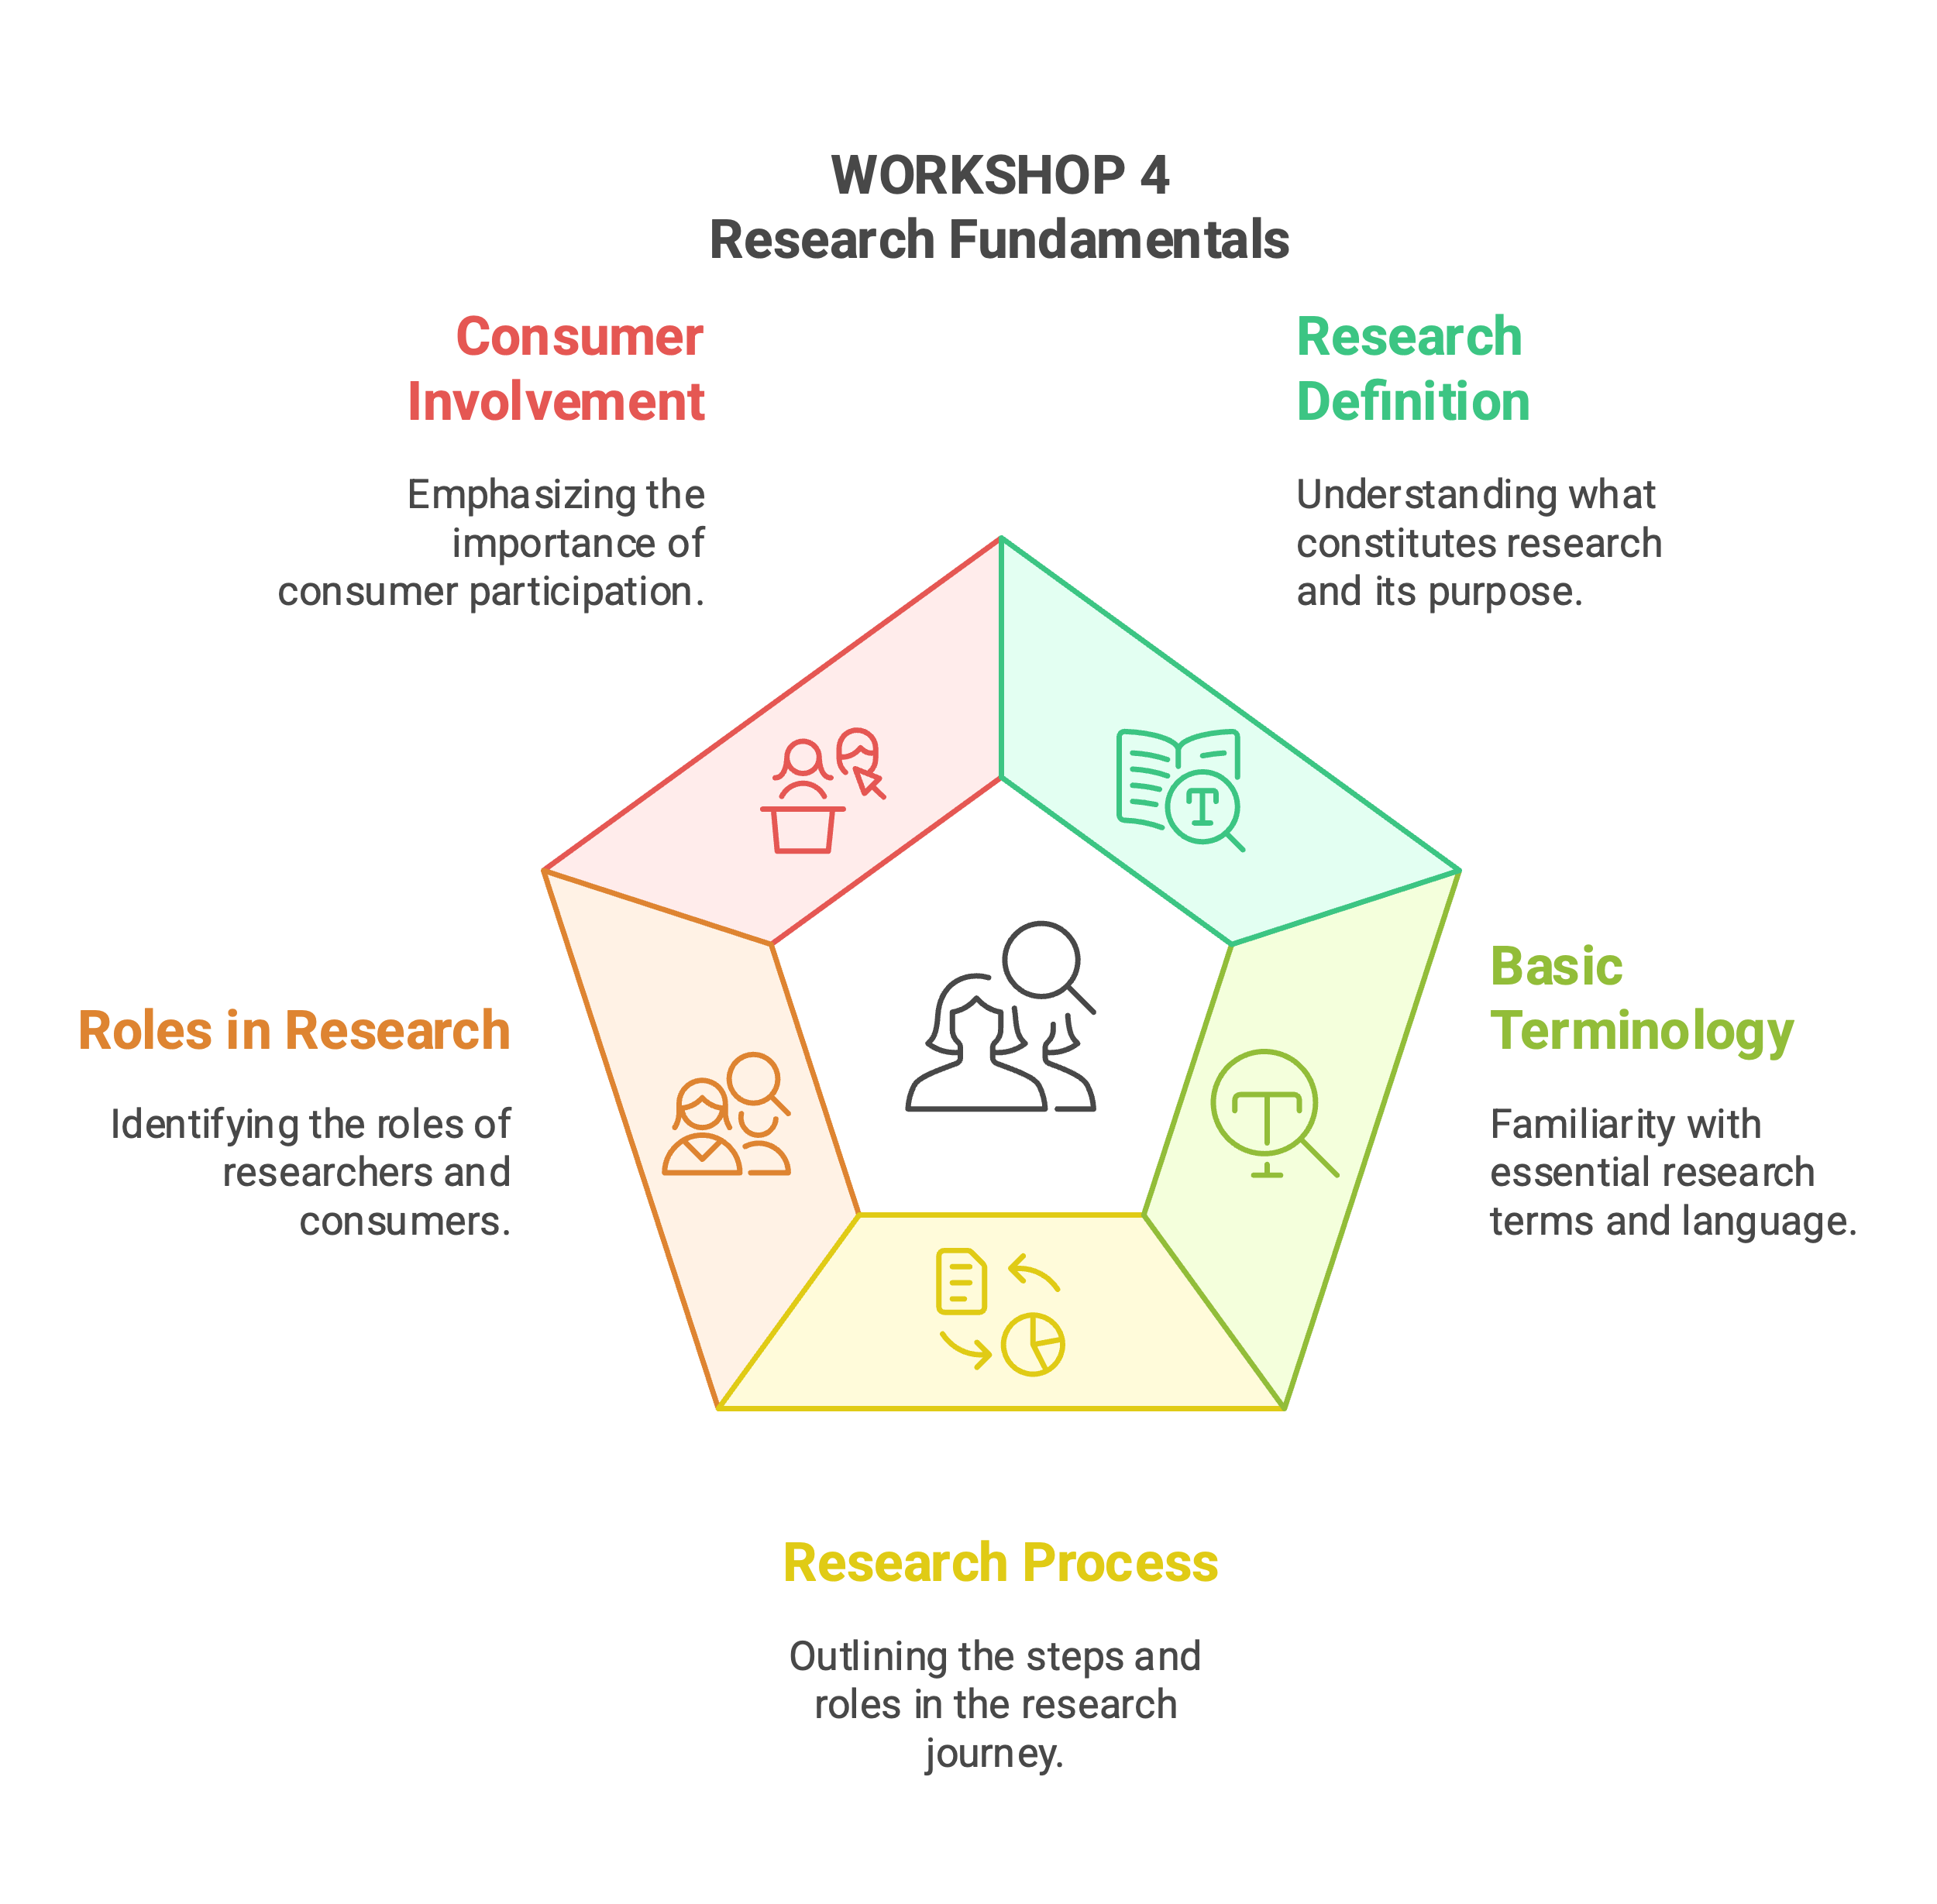 WORKSHOP 4
Research Fundamentals
Consumer
Involvement
Emphasizing the
importance of
consumer participation.
Research
Definition
Understanding what
constitutes research
and its purpose.
Roles in Research
Identifying the roles of
researchers and
consumers.
Basic
Terminology
Familiarity with
essential research
terms and language.
Research Process
Outlining the steps and
roles in the research
journey.